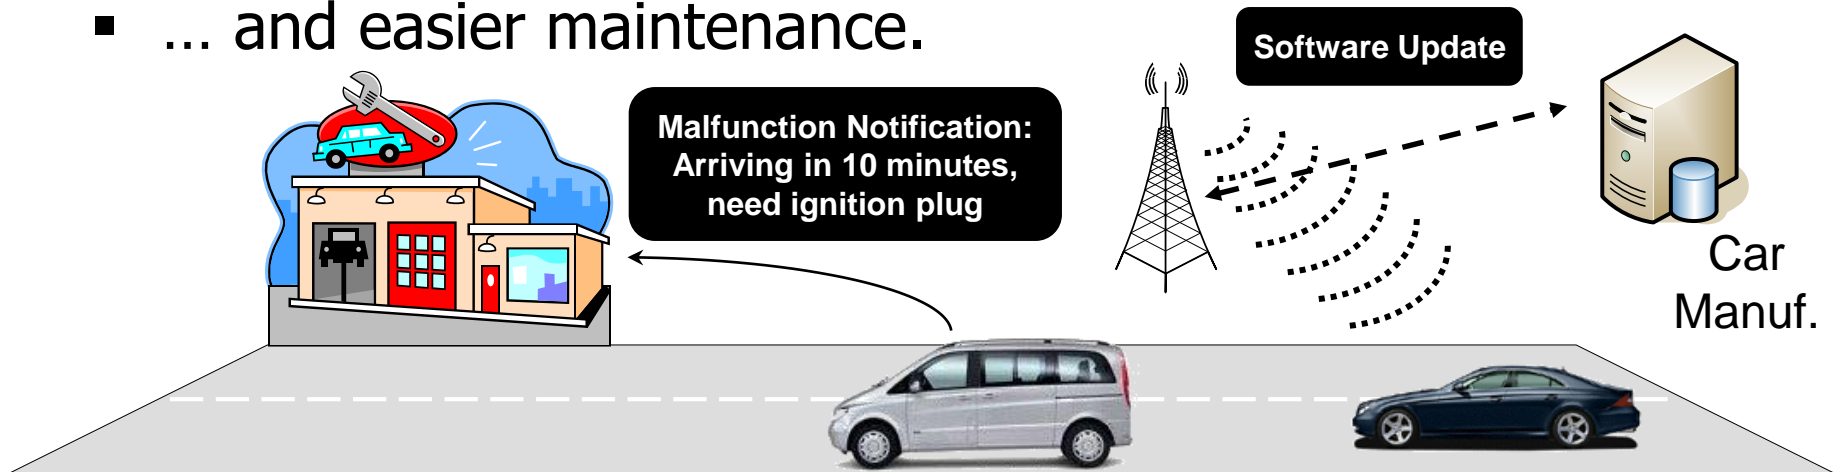 ▪ … and easier maintenance.
Software Update
Malfunction Notification:
Arriving in 10 minutes,
need ignition plug
Car
Manuf.